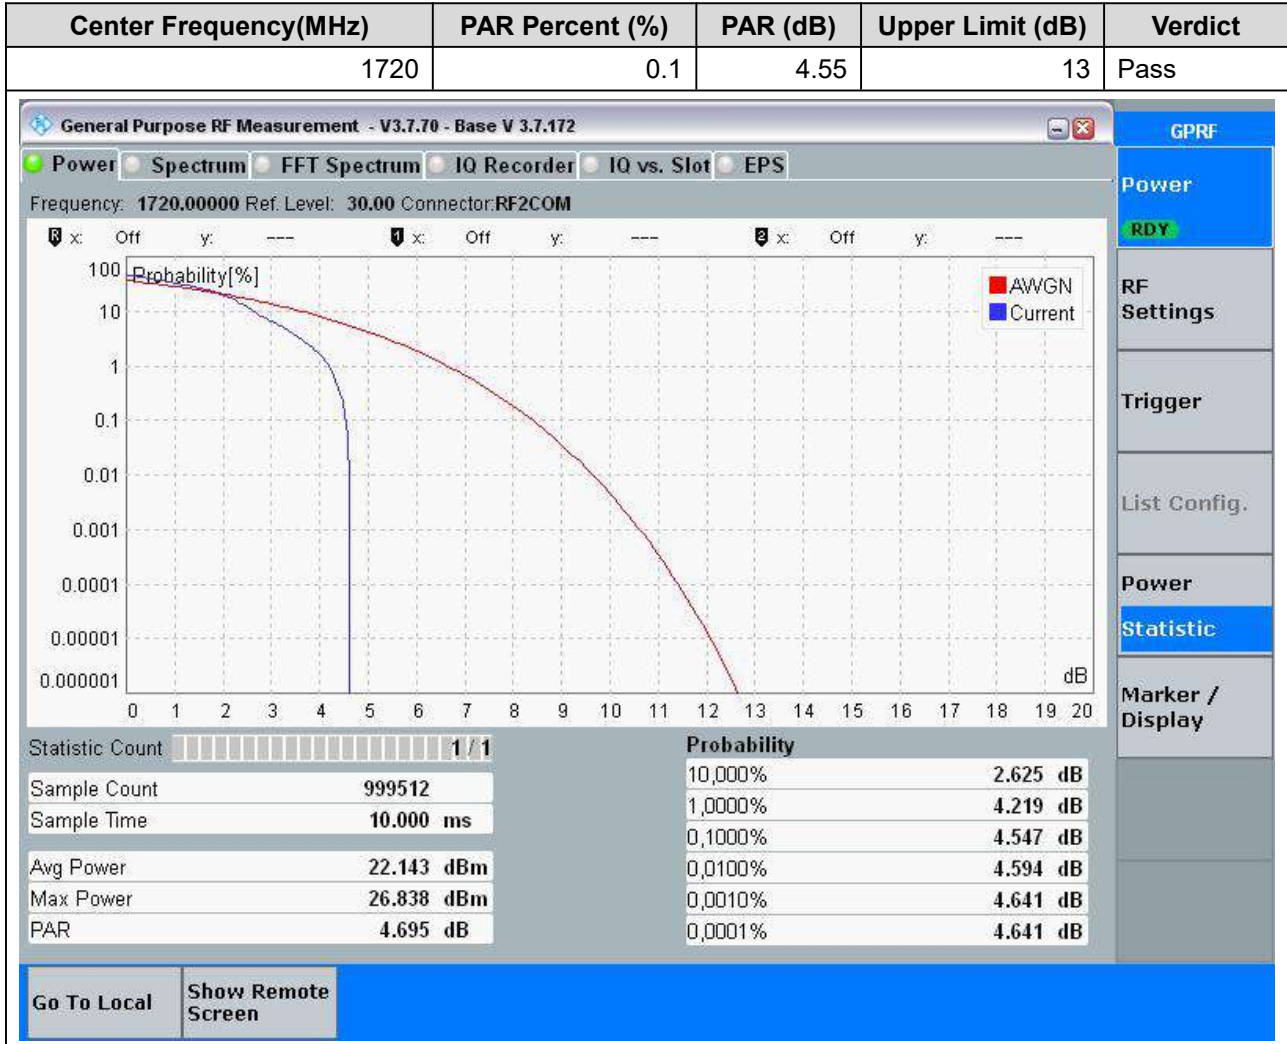 Center Frequency(MHz) PAR Percent (%) PAR (dB) Upper Limit (dB) Verdict
1720 0.1 4.55 13 Pass
General Purpose RF Measurement - V3.7.70 - Base V 3.7.172
GPRF
Power Spectrum FFT Spectrum IQ Recorder IQ vs. Slot EPS
Frequency: 1720.00000 Ref. Level: 30.00 Connector:RF2COM
R x: Off y: --- 1 x: Off y: --- 2 x: Off y: ---
Probability[%]
100
10
1
0.1
0.01
0.001
0.0001
0.00001
0.000001
AWGN
Current
dB
0 1 2 3 4 5 6 7 8 9 10 11 12 13 14 15 16 17 18 19 20
Statistic Count 1 / 1
Sample Count 999512
Sample Time 10.000 ms
Avg Power 22.143 dBm
Max Power 26.838 dBm
PAR 4.695 dB
Probability
10,000% 2.625 dB
1,0000% 4.219 dB
0,1000% 4.547 dB
0,0100% 4.594 dB
0,0010% 4.641 dB
0,0001% 4.641 dB
Power
RDY
RF
Settings
Trigger
List Config.
Power
Statistic
Marker /
Display
Go To Local
Show Remote
Screen